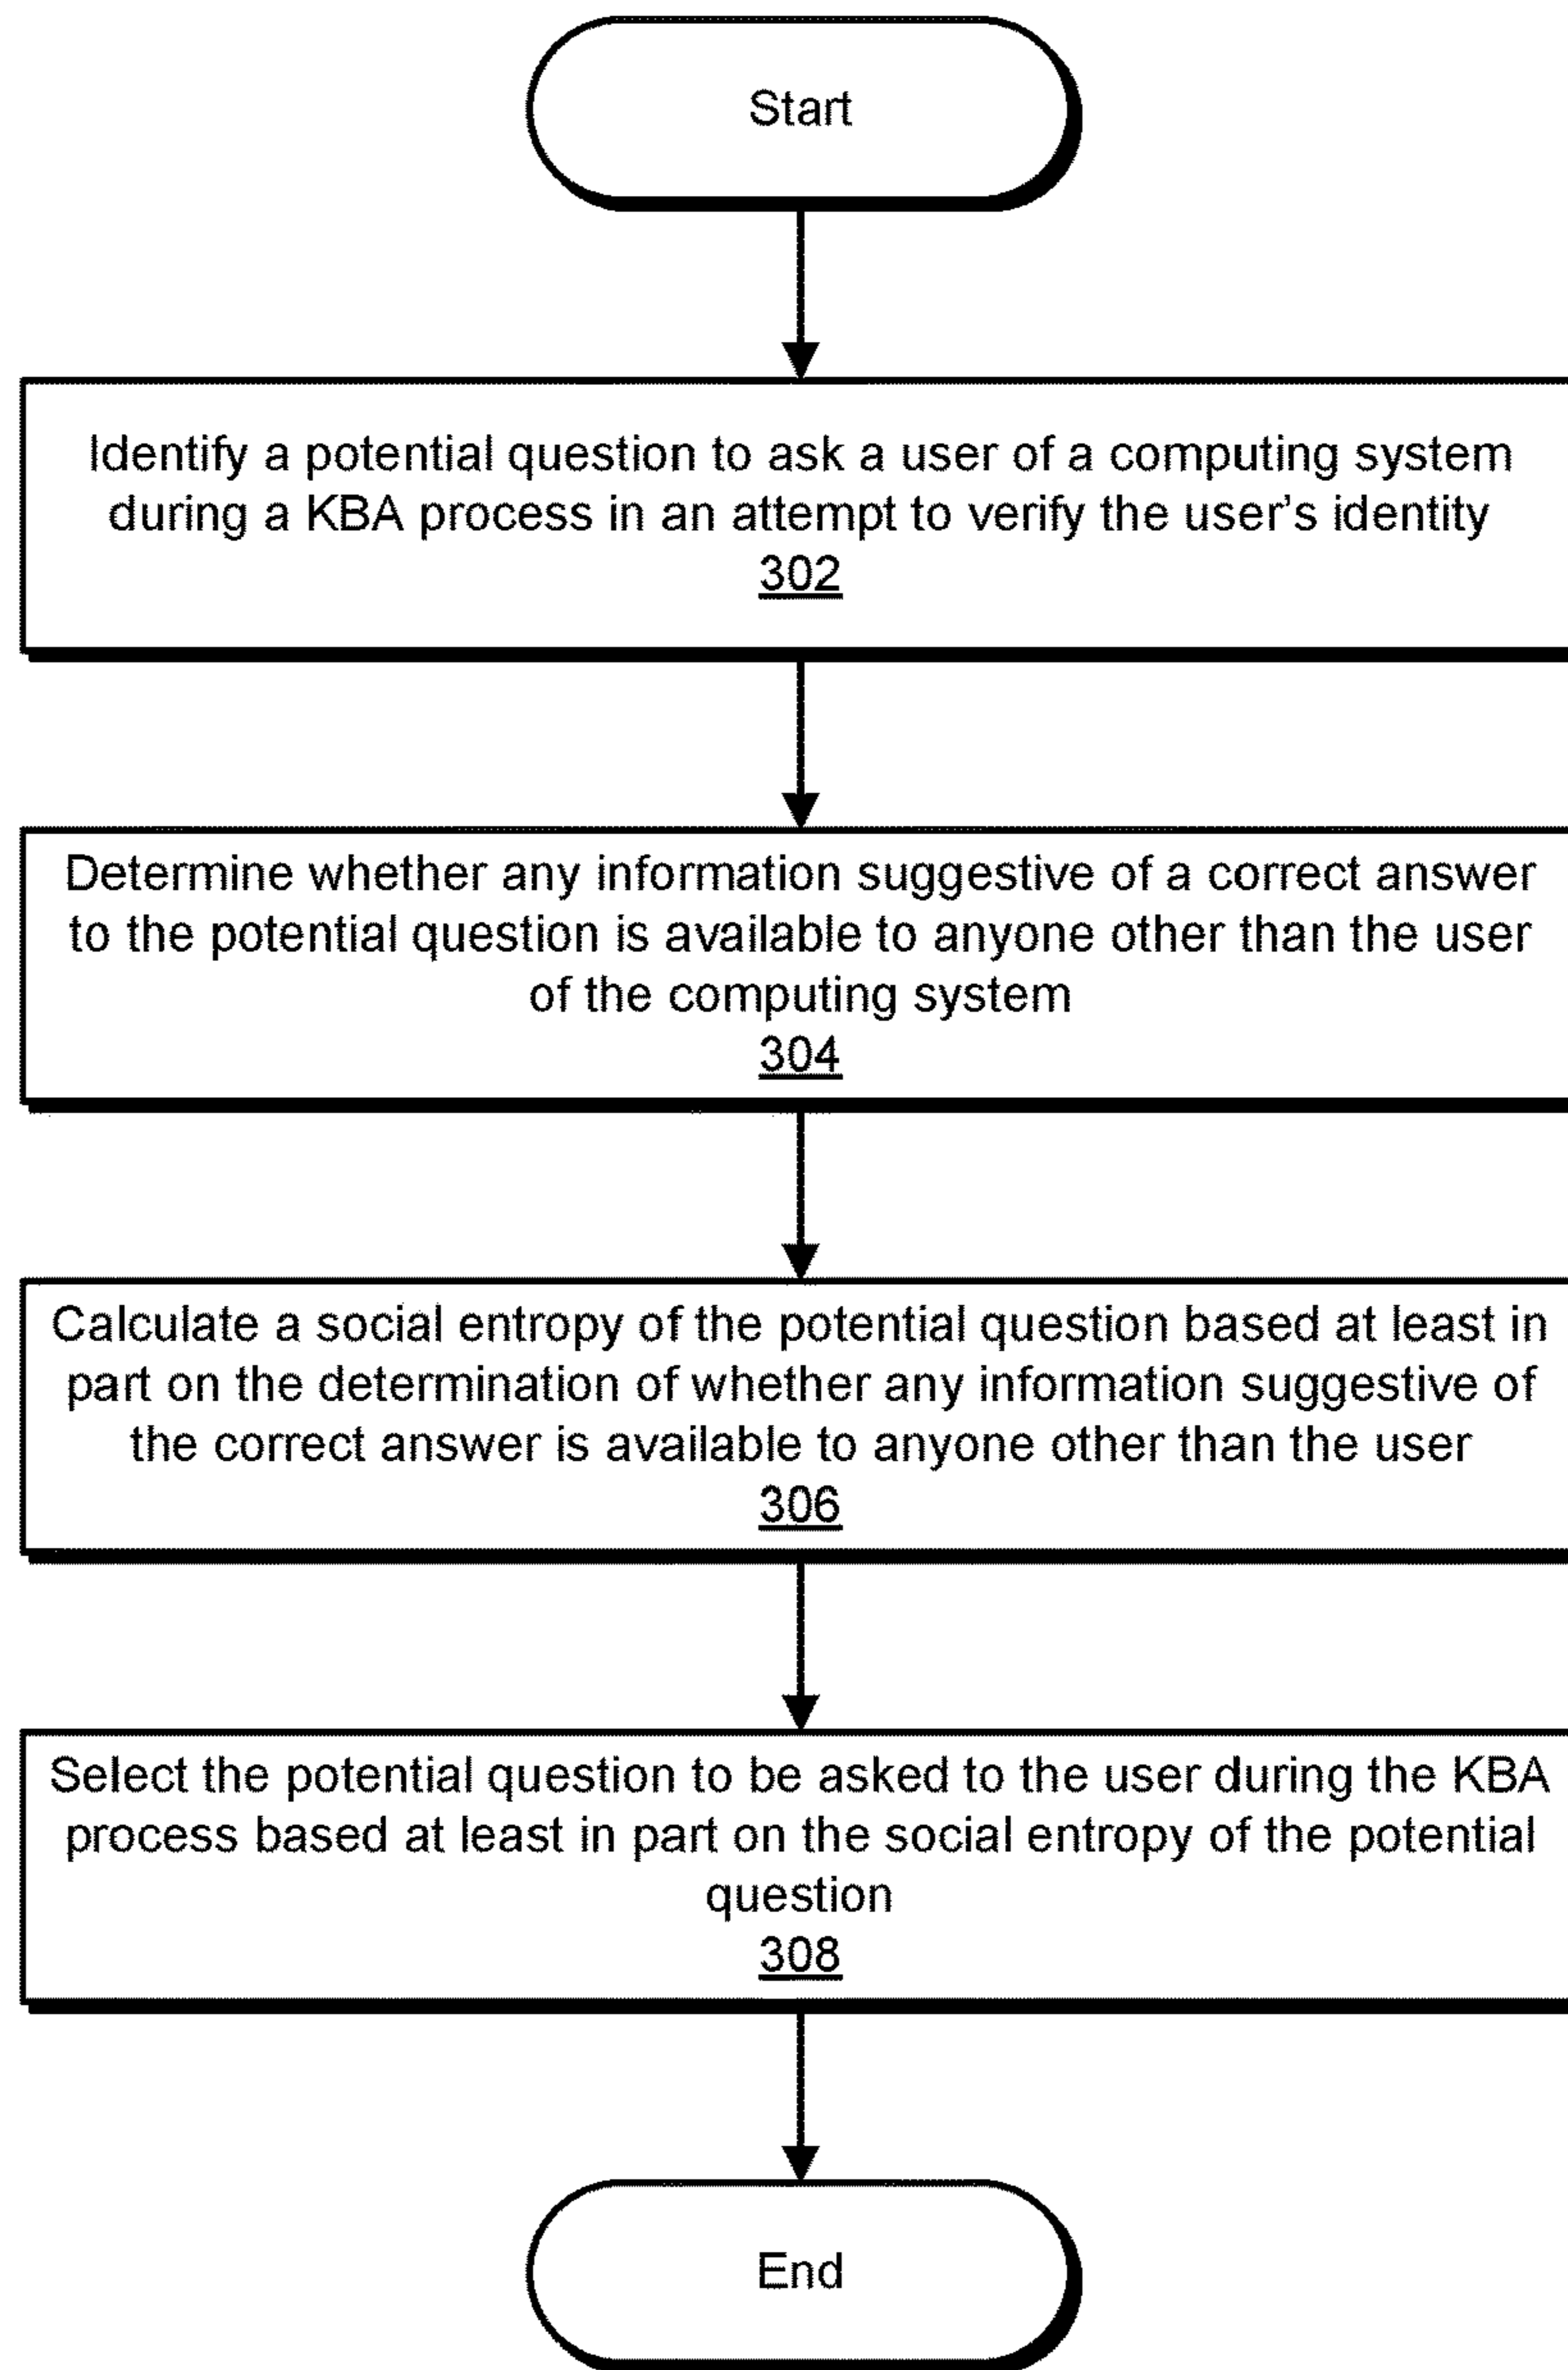 Start
Identify a potential question to ask a user of a computing system
during a KBA process in an attempt to verify the user's identity
302
Determine whether any information suggestive of a correct answer
to the potential question is available to anyone other than the user
of the computing system
304
Calculate a social entropy of the potential question based at least in
part on the determination of whether any information suggestive of
the correct answer is available to anyone other than the user
306
Select the potential question to be asked to the user during the KBA
process based at least in part on the social entropy of the potential
question
308
End